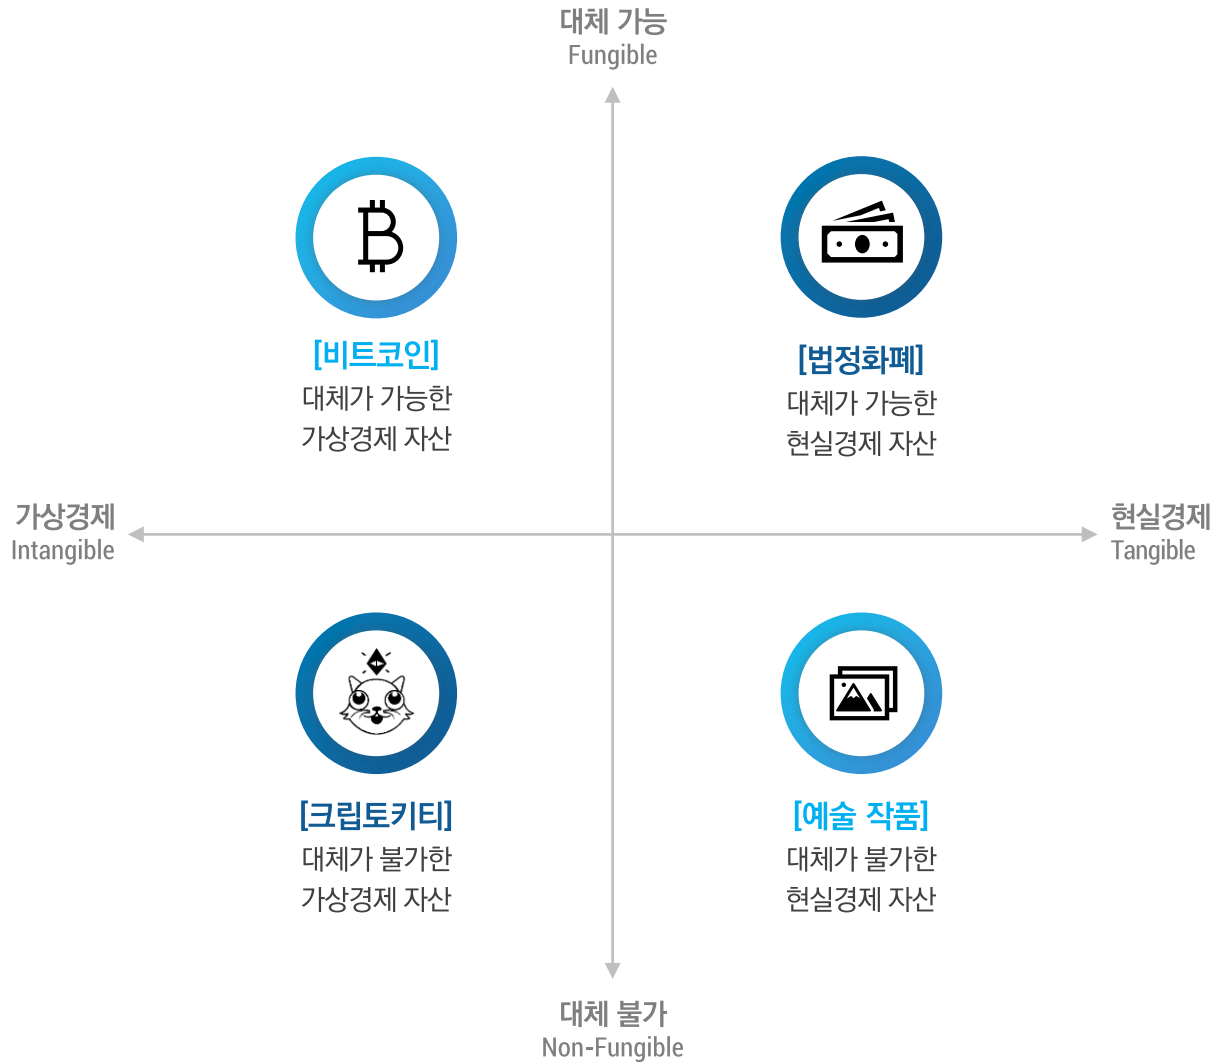 대체 가능
Fungible
[비트코인]
대체가 가능한
가상경제 자산
[법정화폐]
대체가 가능한
현실경제 자산
가상경제
Intangible
현실경제
Tangible
[크립토키티]
대체가 불가한
가상경제 자산
[예술 작품]
대체가 불가한
현실경제 자산
대체 불가
Non-Fungible